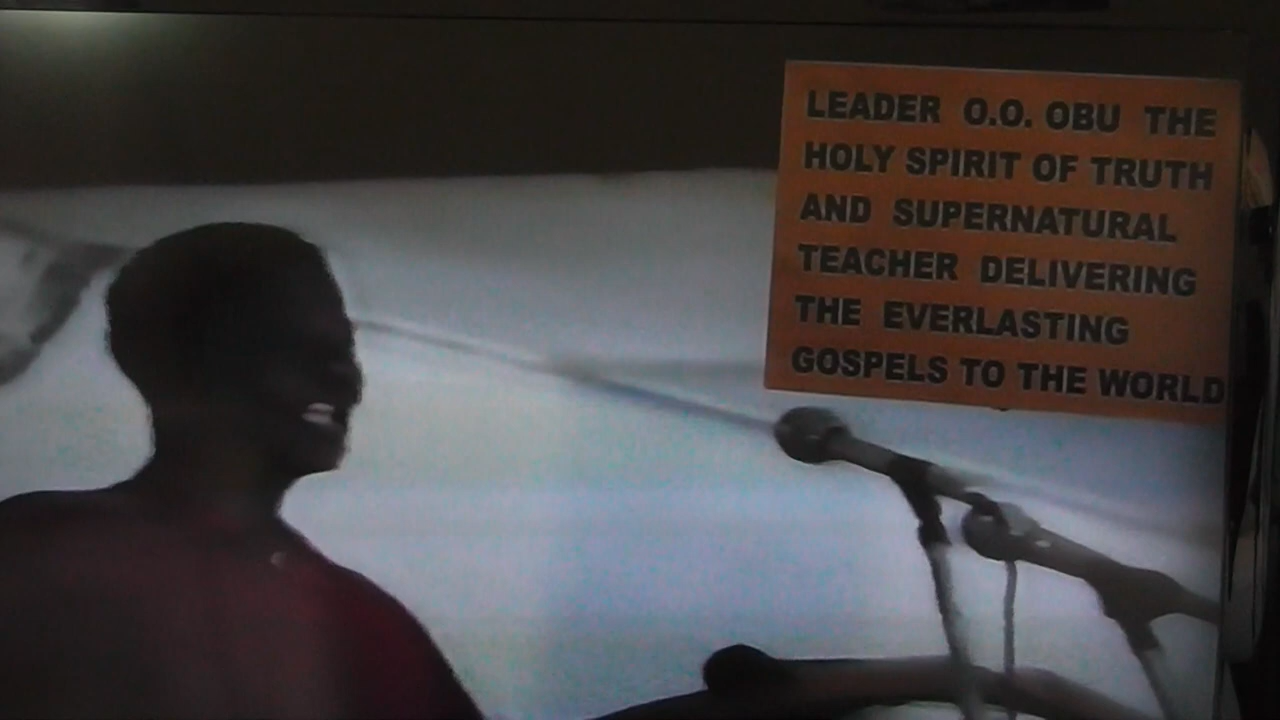 LEADER O.O. OBU THE
HOLY SPIRIT OF TRUTH
AND SUPERNATURAL
TEACHER DELIVERING
THE EVERLASTING
GOSPELS TO THE WORLD